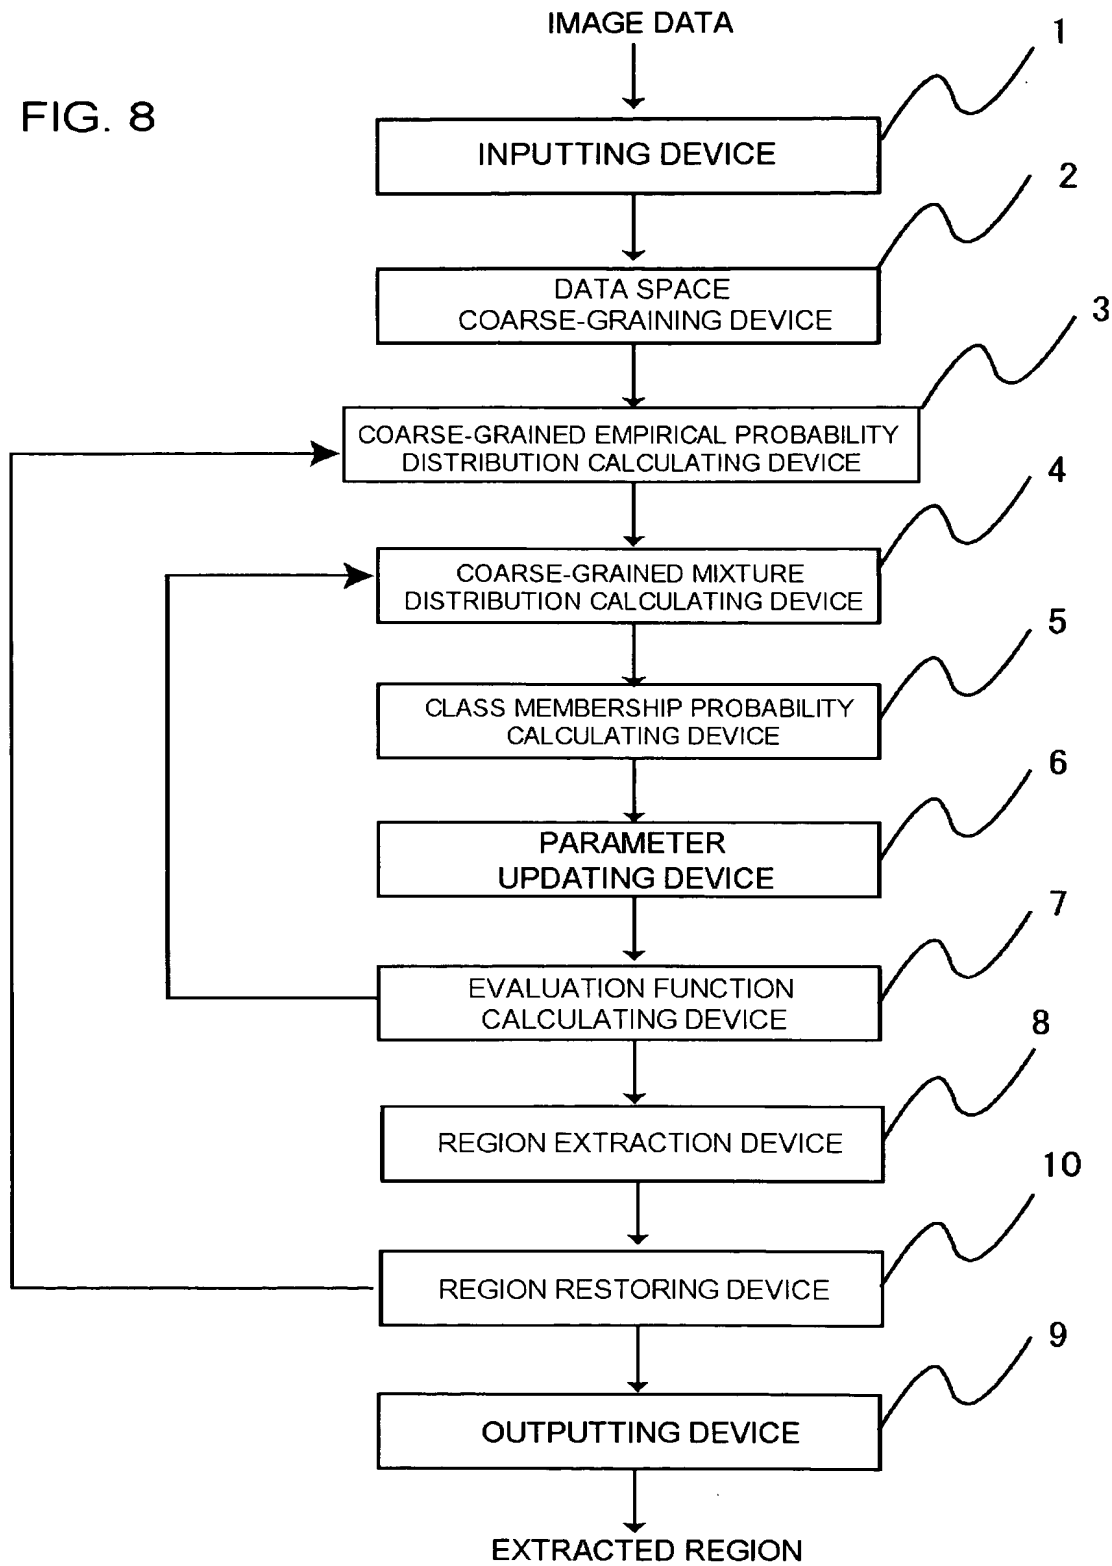 IMAGE DATA
1
FIG. 8
INPUTTING DEVICE
2
DATA SPACE
COARSE-GRAINING DEVICE
3
COARSE-GRAINED EMPIRICAL PROBABILITY
DISTRIBUTION CALCULATING DEVICE
4
COARSE-GRAINED MIXTURE
DISTRIBUTION CALCULATING DEVICE
5
CLASS MEMBERSHIP PROBABILITY
CALCULATING DEVICE
6
PARAMETER
UPDATING DEVICE
7
EVALUATION FUNCTION
CALCULATING DEVICE
8
REGION EXTRACTION DEVICE
10
REGION RESTORING DEVICE
9
OUTPUTTING DEVICE
EXTRACTED REGION